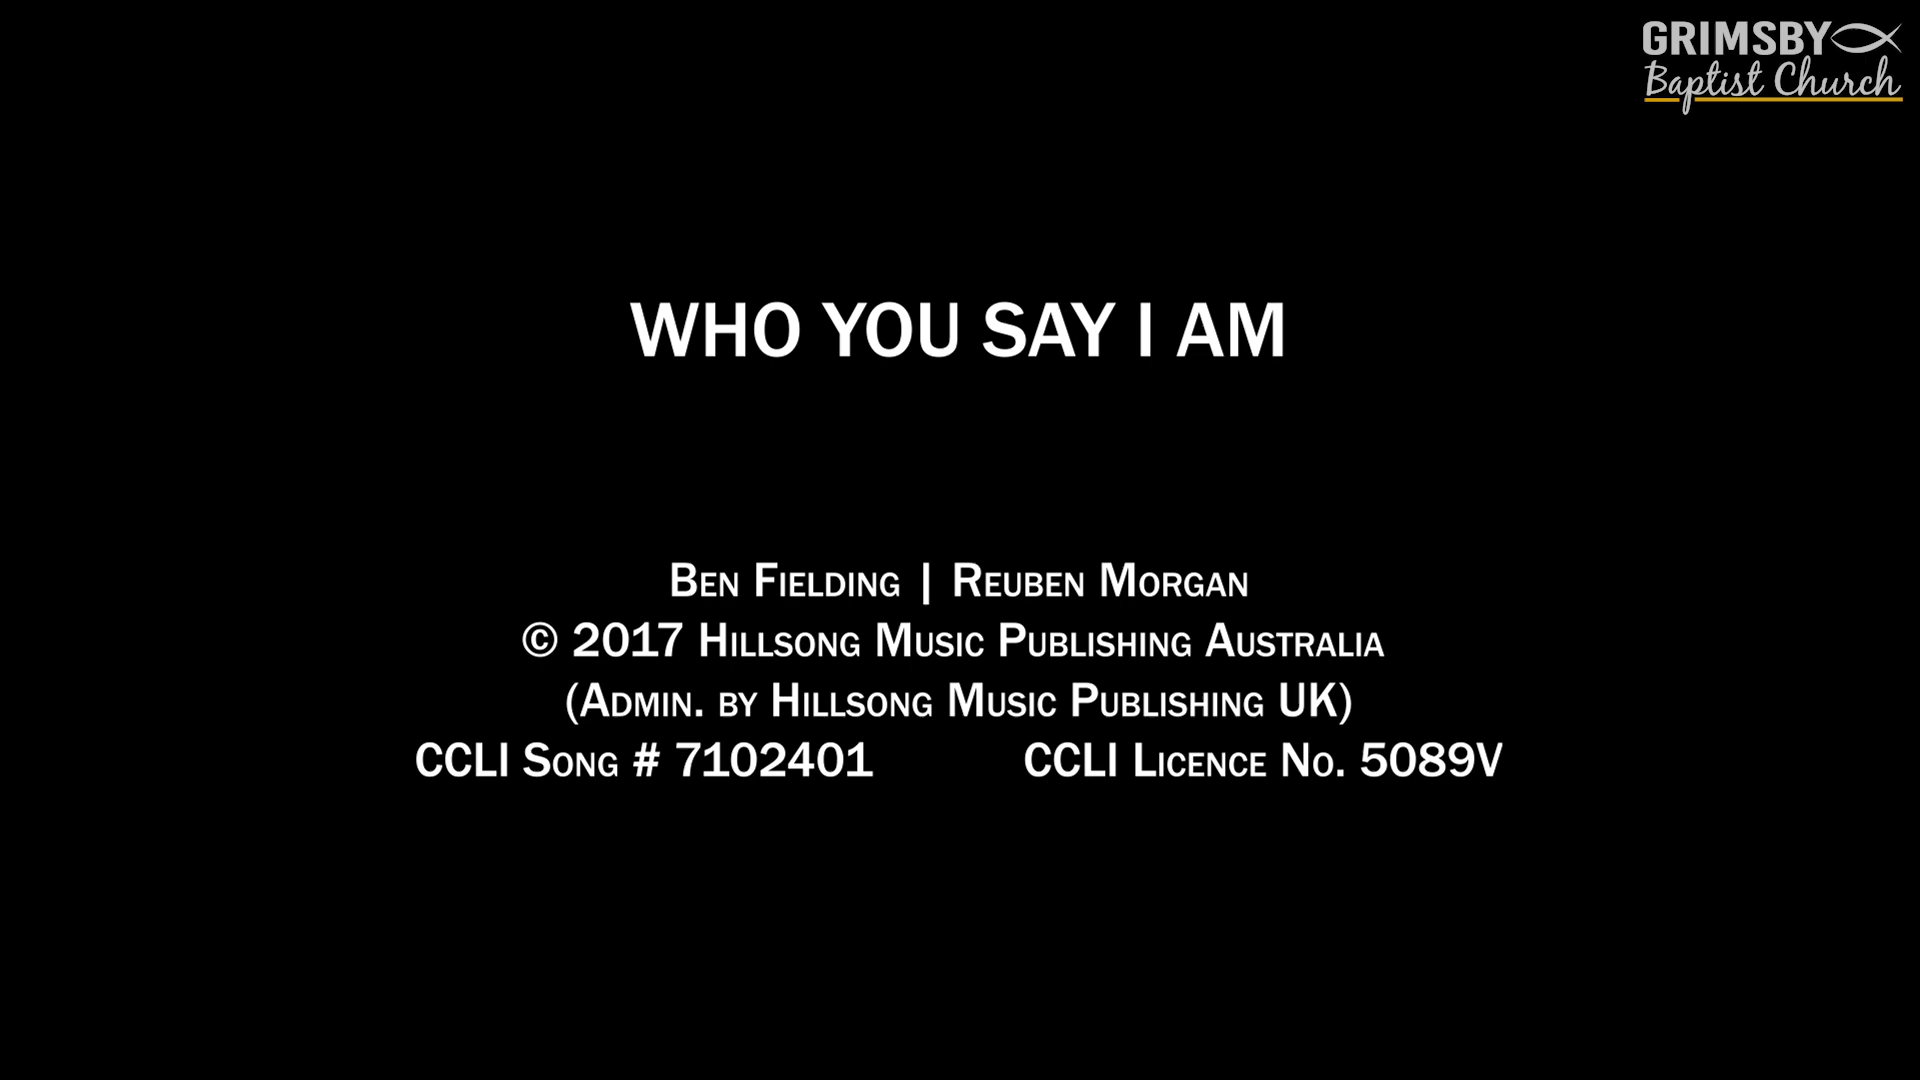 GRIMSBY
Baptist Church
WHO YOU SAY I AM
BEN FIELDING | REUBEN MORGAN
© 2017 HILLSONG MUSIC PUBLISHING AUSTRALIA
(ADMIN. BY HILLSONG MUSIC PUBLISHING UK)
CCLI SONG # 7102401 CCLI LICENCE NO. 5089V